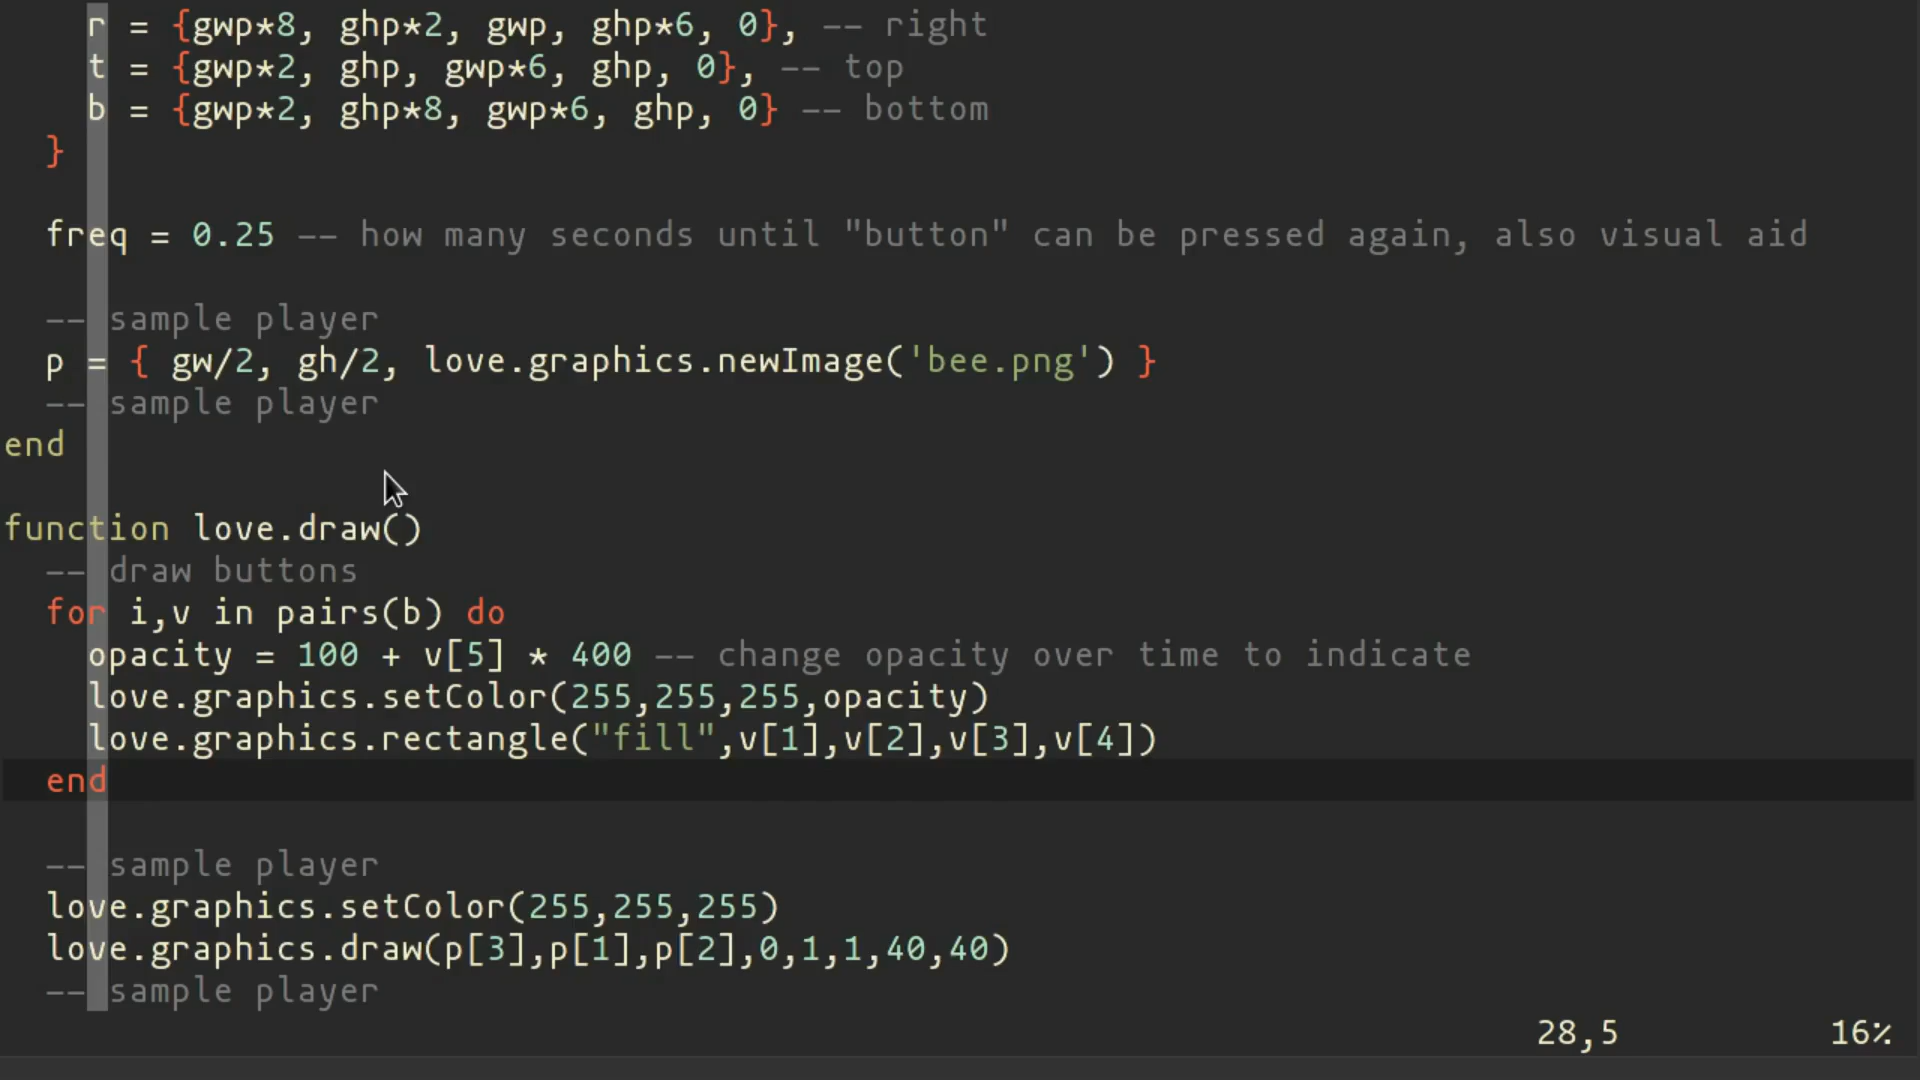 r = {gwp*8, ghp*2, gwp, ghp*6, 0}, -- right
t = {gwp*2, ghp, gwp*6, ghp, 0}, -- top
b = {gwp*2, ghp*8, gwp*6, ghp, 0} -- bottom
}
freq = 0.25 -- how many seconds until "button" can be pressed again, also visual aid
-- sample player
p = { gw/2, gh/2, love.graphics.newImage('bee.png') }
-- sample player
end
function love.draw()
-- draw buttons
for i,v in pairs(b) do
opacity = 100 + v[5] * 400 -- change opacity over time to indicate
love.graphics.setColor(255,255,255,opacity)
love.graphics.rectangle("fill",v[1],v[2],v[3],v[4])
end
-- sample player
love.graphics.setColor(255,255,255)
love.graphics.draw(p[3],p[1],p[2],0,1,1,40,40)
-- sample player
28,5 16%